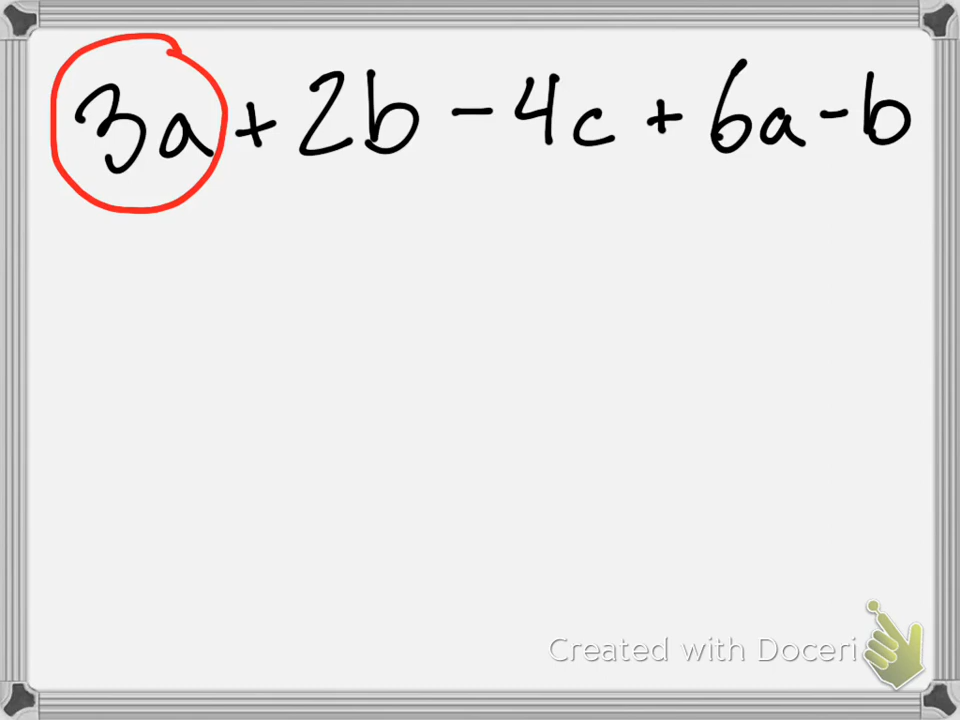 3a + 2b - 4c + 6a - b
Created with Doceri